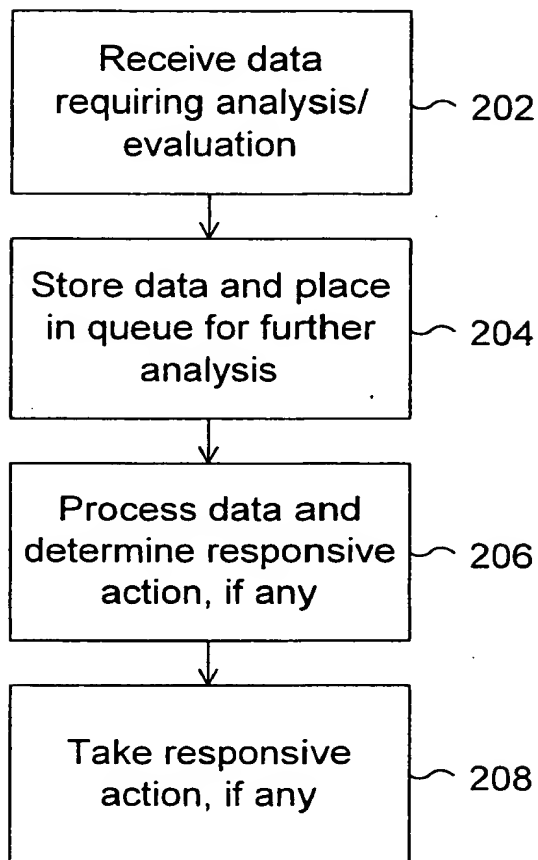 Receive data
requiring analysis/
evaluation
202
Store data and place
in queue for further
analysis
204
Process data and
determine responsive
action, if any
206
Take responsive
action, if any
208